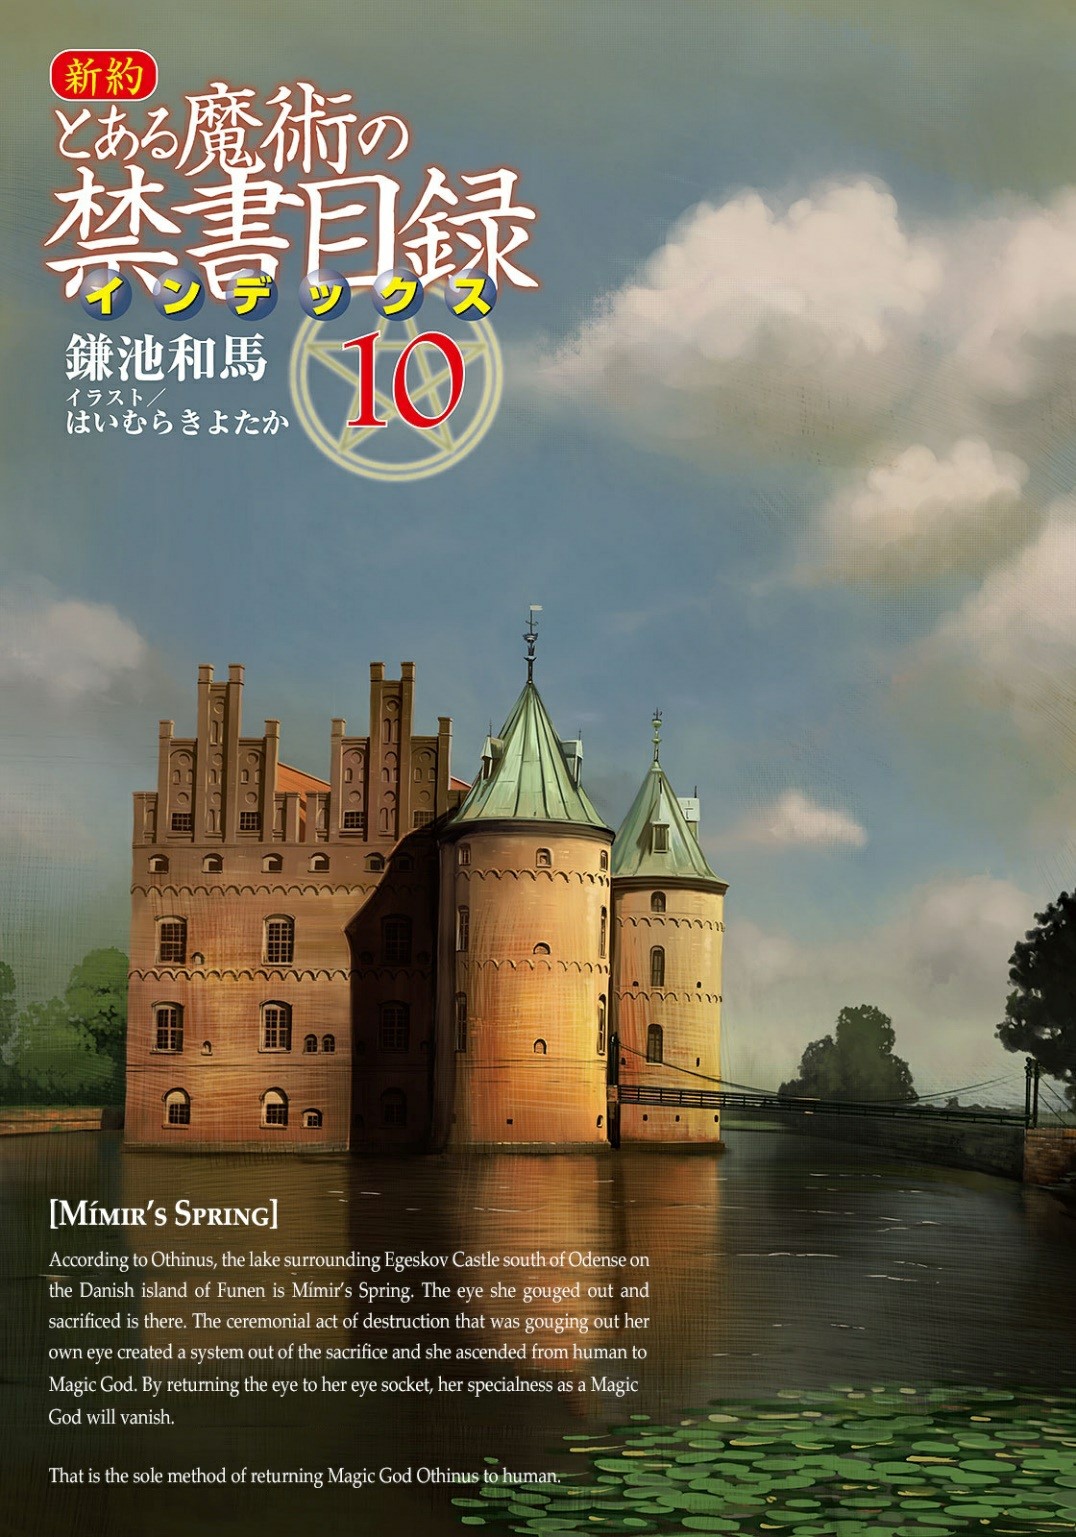 新約
とある魔術の
禁書目録
インデックス
鎌池和馬
10
イラスト／
はいむらきよたか
[Mímir's Spring]
According to Othinus, the lake surrounding Egeskov Castle south of Odense on
the Danish island of Funen is Mímir's Spring. The eye she gouged out and
sacrificed is there. The ceremonial act of destruction that was gouging out her
own eye created a system out of the sacrifice and she ascended from human to
Magic God. By returning the eye to her eye socket, her specialness as a Magic
God will vanish.
That is the sole method of returning Magic God Othinus to human.